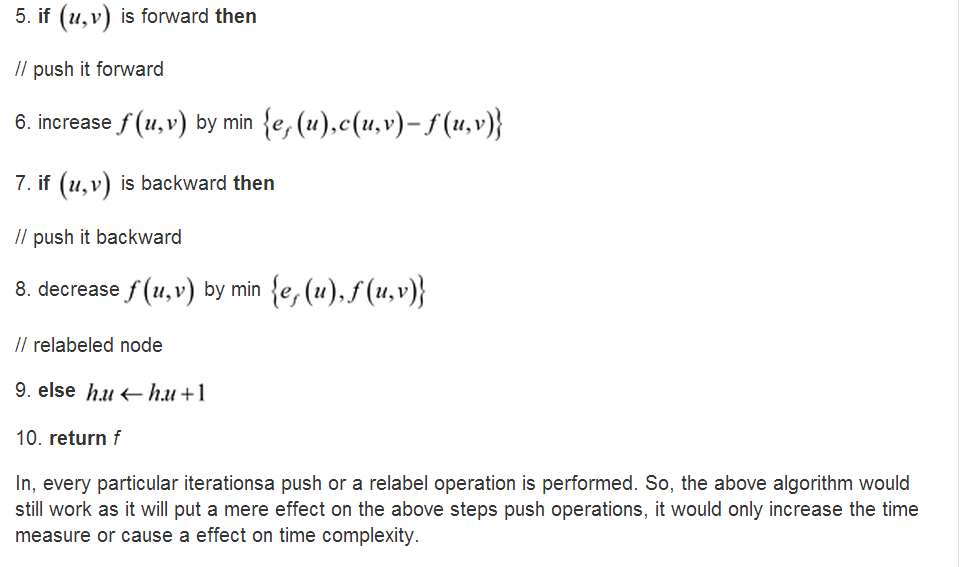 5. if (u,v) is forward then
// push it forward
6. increase f(u,v) by min {e_f(u),c(u,v)−f(u,v)}
7. if (u,v) is backward then
// push it backward
8. decrease f(u,v) by min {e_f(u),f(u,v)}
// relabeled node
9. else h.u ← h.u+1
10. return f
In, every particular iterationsa push or a relabel operation is performed. So, the above algorithm would
still work as it will put a mere effect on the above steps push operations, it would only increase the time
measure or cause a effect on time complexity.